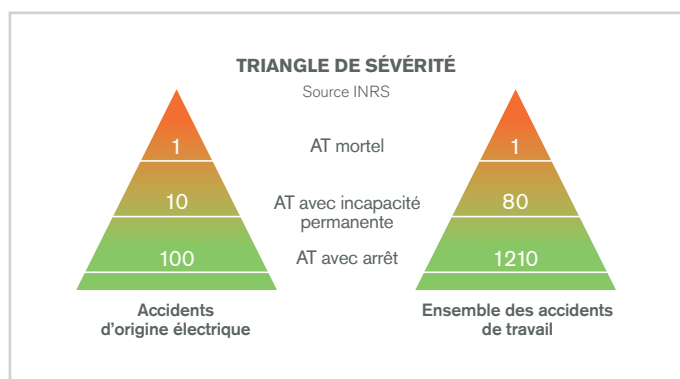 TRIANGLE DE SÉVÉRITÉ
Source INRS
1
AT mortel
1
10
AT avec incapacité
permanente
80
100
AT avec arrêt
1210
Accidents
d'origine électrique
Ensemble des accidents
de travail